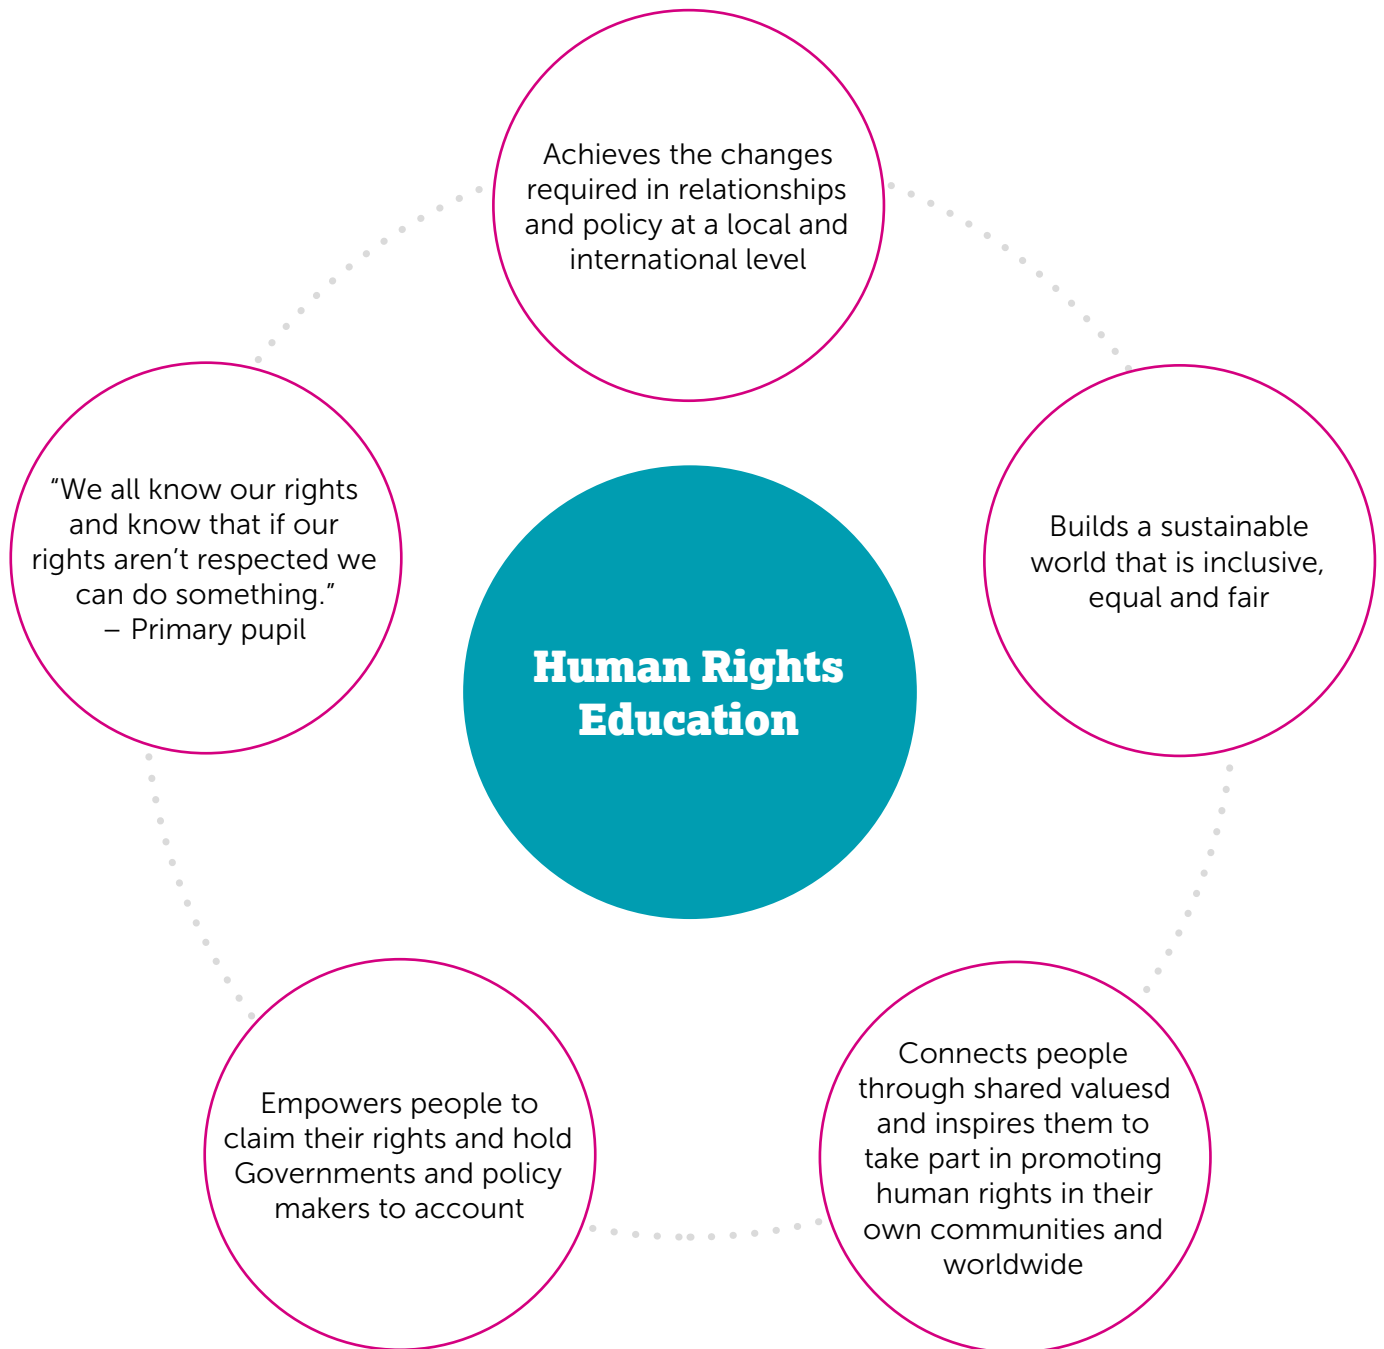 Achieves the changes
required in relationships
and policy at a local and
international level
“We all know our rights
and know that if our
rights aren’t respected we
can do something.”
– Primary pupil
Builds a sustainable
world that is inclusive,
equal and fair
Human Rights
Education
Empowers people to
claim their rights and hold
Governments and policy
makers to account
Connects people
through shared valuesd
and inspires them to
take part in promoting
human rights in their
own communities and
worldwide